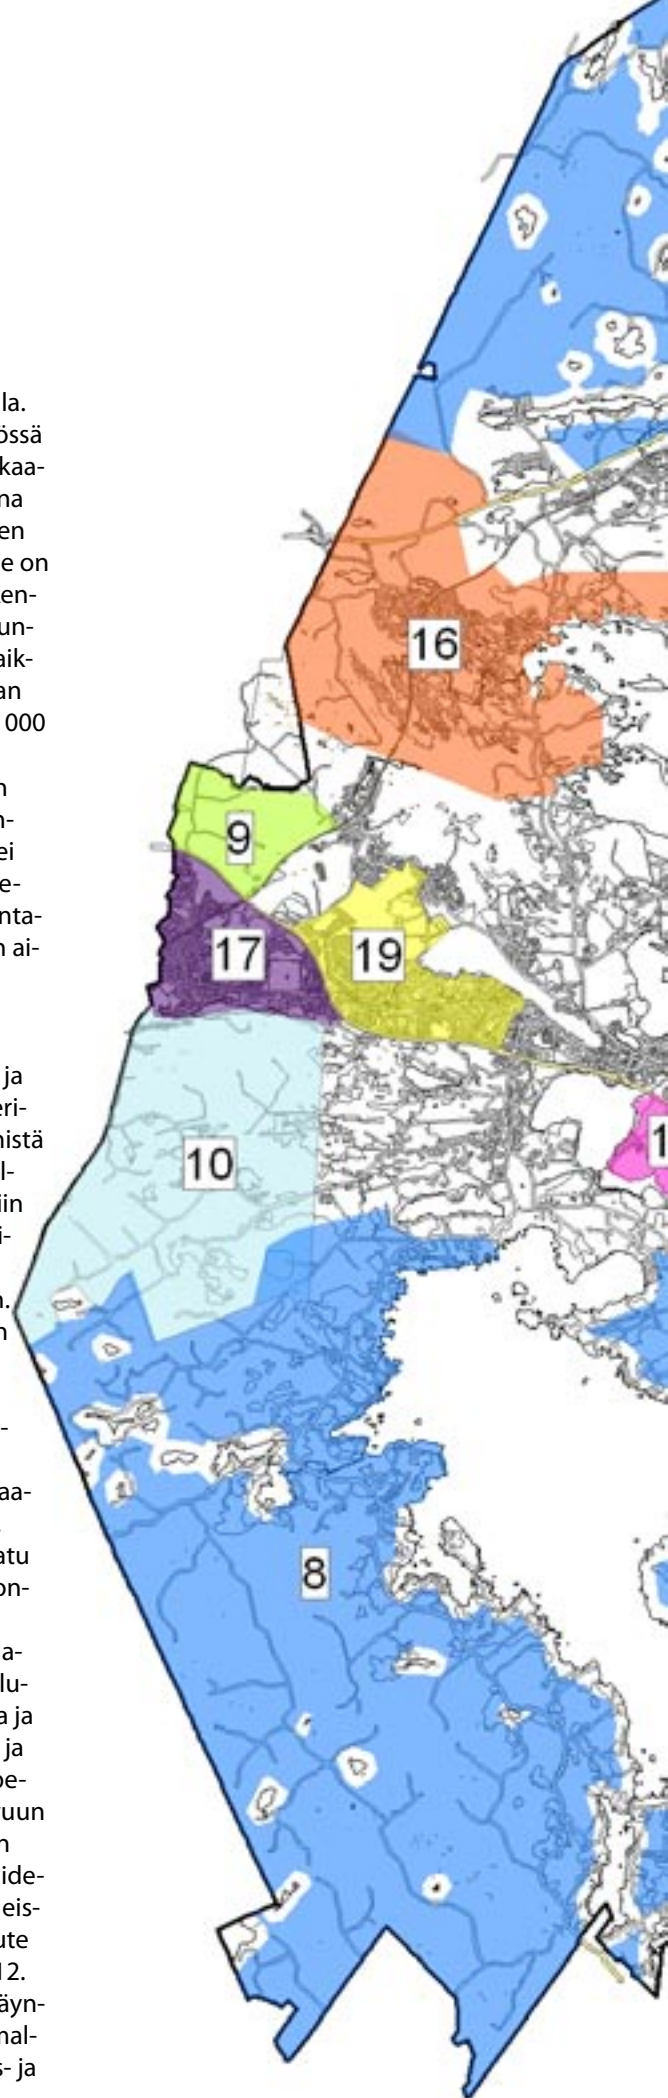 la.
össä
kaa-
na
en
e on
en-
un-
aik-
an
000
n
n-
ei
e-
nta-
n ai-
ja
eri-
nistä
l-
iin
i-
n.
n
-
aa-
atu
on-
a-
lu-
a ja
ja
pe-
uun
n
ide-
eis-
ute
12.
äyn-
mal-
s- ja
16
9
17
19
10
1
8